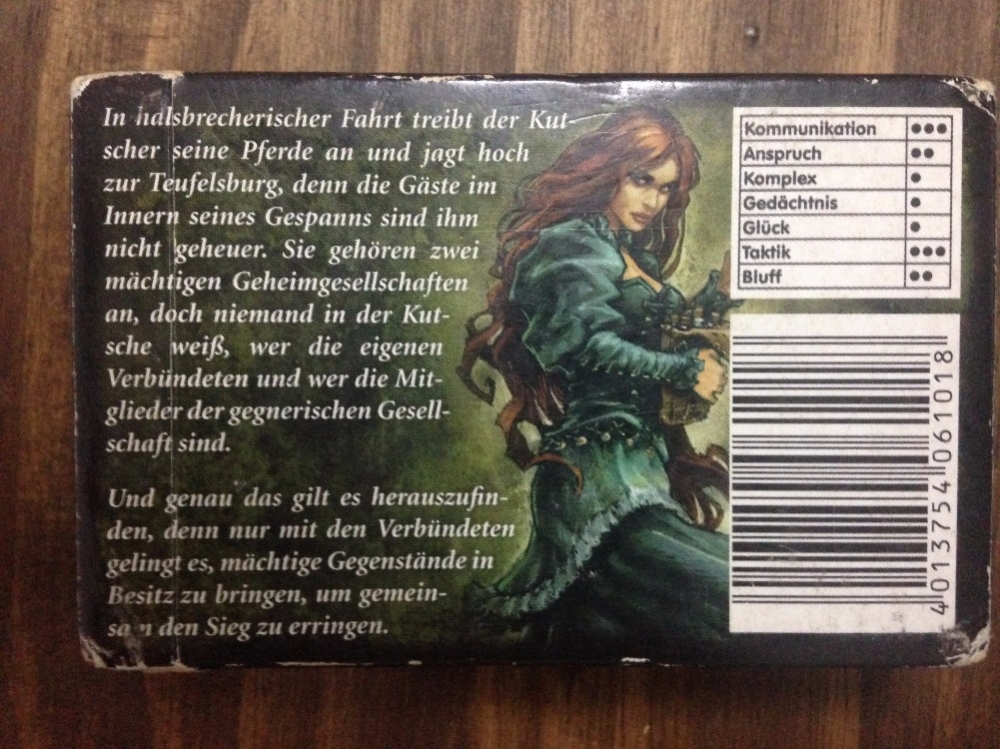 In halsbrecherischer Fahrt treibt der Kut-
scher seine Pferde an und jagt hoch
zur Teufelsburg, denn die Gäste im
Innern seines Gespanns sind ihm
nicht geheuer. Sie gehören zwei
mächtigen Geheimgesellschaften
an, doch niemand in der Kut-
sche weiß, wer die eigenen
Verbündeten und wer die Mit-
glieder der gegnerischen Gesell-
schaft sind.
Und genau das gilt es herauszufin-
den, denn nur mit den Verbündeten
gelingt es, mächtige Gegenstände in
Besitz zu bringen, um gemein-
sam den Sieg zu erringen.
Kommunikation ●●●
Anspruch ●●
Komplex ●
Gedächtnis ●
Glück ●
Taktik ●●●
Bluff ●●
4013754061018